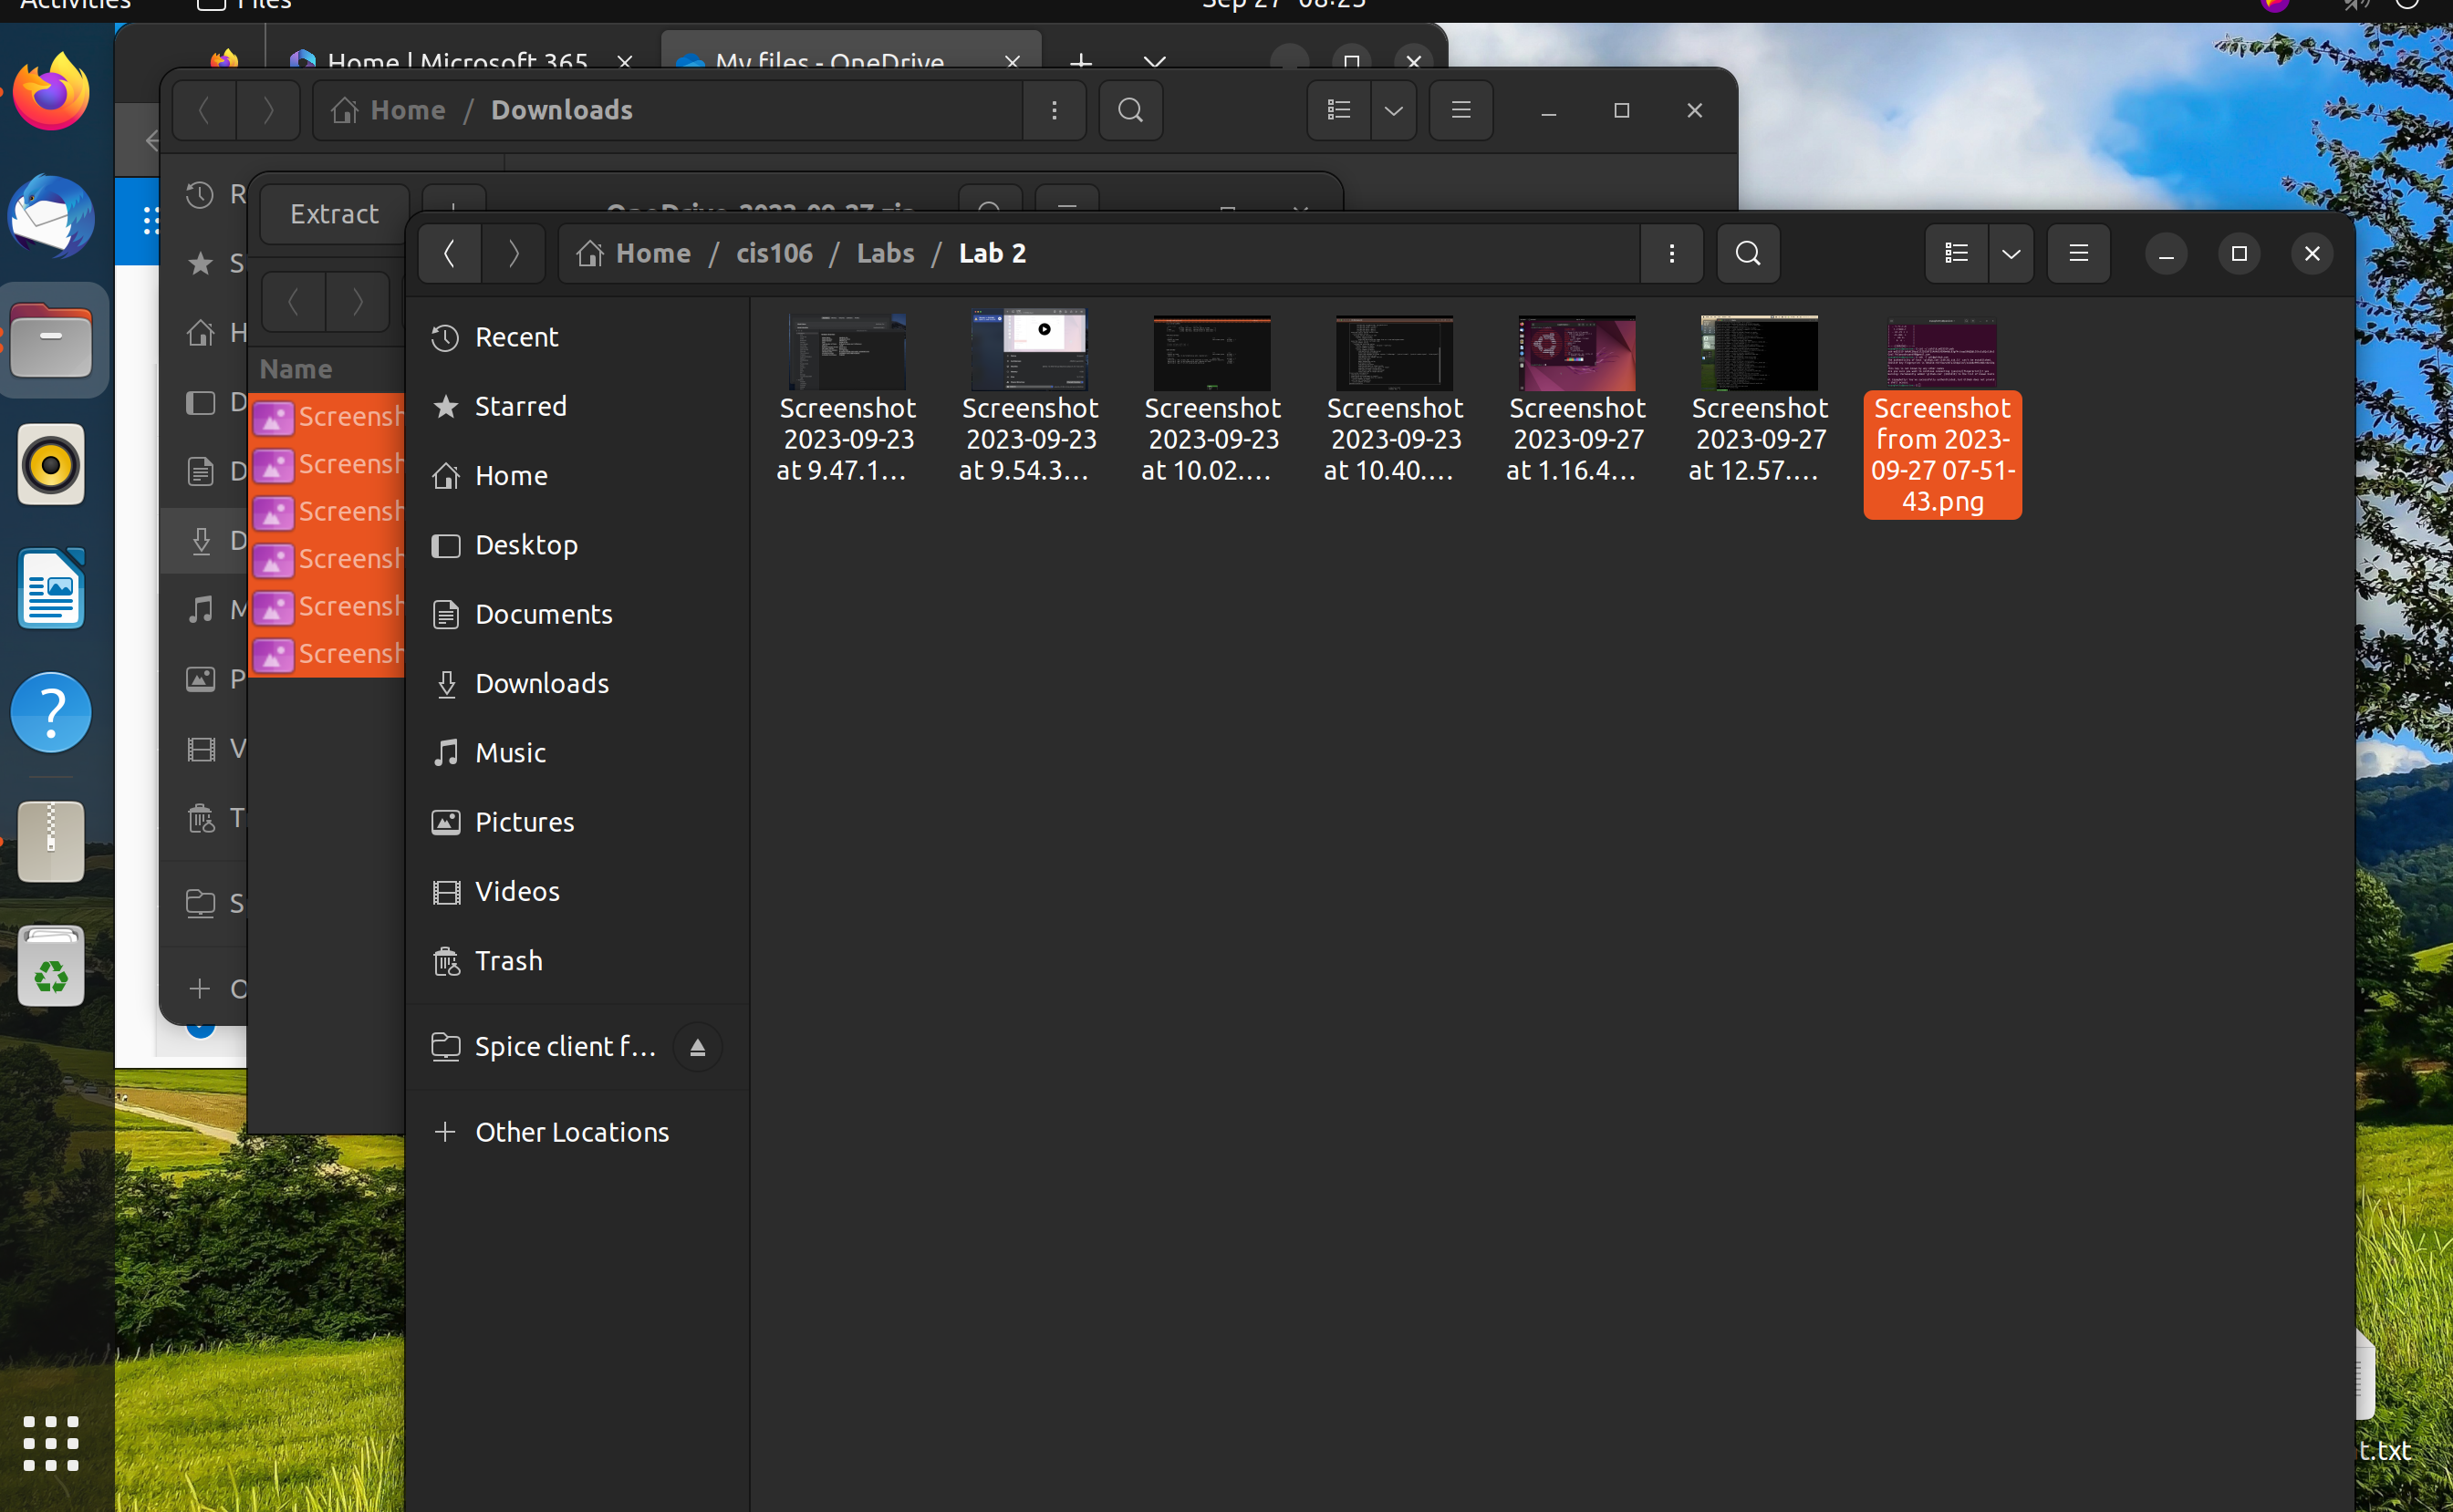 Activities
Files
Sep 27 08:25
Home | Microsoft 365
My files - OneDrive
Home / Downloads
Extract
OneDrive_2023-09-27.zip
Home / cis106 / Labs / Lab 2
Name
Recent
Starred
Home
Desktop
Documents
Downloads
Music
Pictures
Videos
Trash
Spice client f...
Other Locations
Screenshot
2023-09-23
at 9.47.1...
Screenshot
2023-09-23
at 9.54.3...
Screenshot
2023-09-23
at 10.02....
Screenshot
2023-09-23
at 10.40....
Screenshot
2023-09-27
at 1.16.4...
Screenshot
2023-09-27
at 12.57....
Screenshot
from 2023-
09-27 07-51-
43.png
Screensh
Screensh
Screensh
Screensh
Screensh
Screensh
t.txt